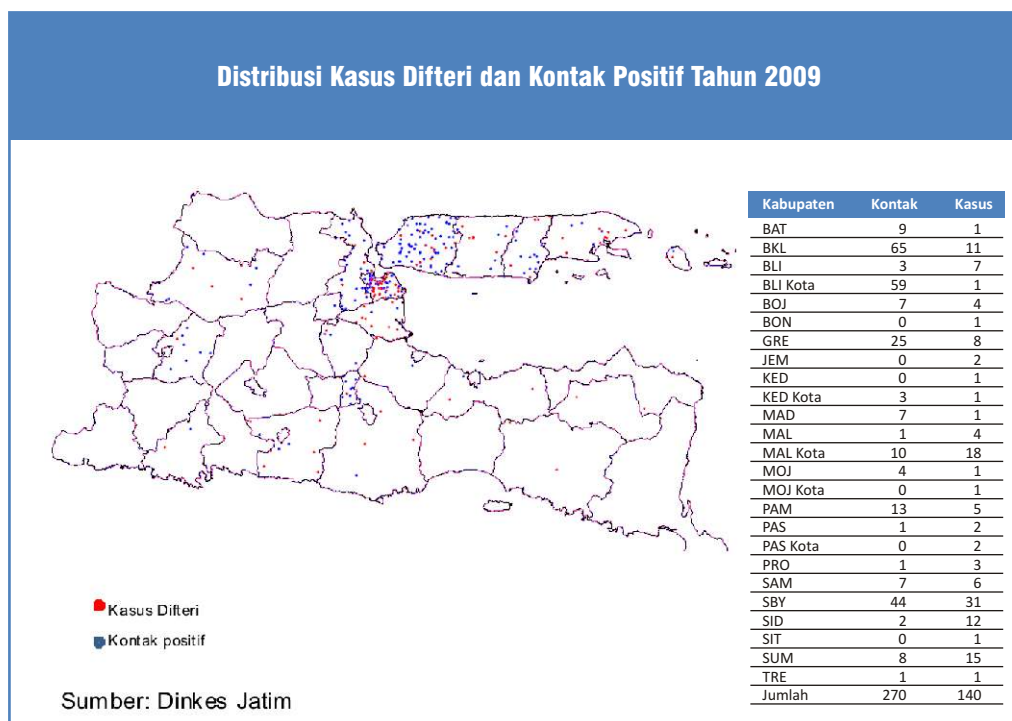 Distribusi Kasus Difteri dan Kontak Positif Tahun 2009
Kabupaten Kontak Kasus
BAT 9 1
BKL 65 11
BLI 3 7
BLI Kota 59 1
BOJ 7 4
BON 0 1
GRE 25 8
JEM 0 2
KED 0 1
KED Kota 3 1
MAD 7 1
MAL 1 4
MAL Kota 10 18
MOJ 4 1
MOJ Kota 0 1
PAM 13 5
PAS 1 2
PAS Kota 0 2
PRO 1 3
SAM 7 6
SBY 44 31
SID 2 12
SIT 0 1
SUM 8 15
TRE 1 1
Jumlah 270 140
Kasus Difteri
Kontak positif
Sumber: Dinkes Jatim